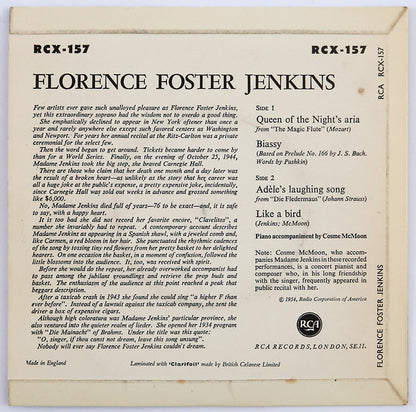 RCX-157
RCX-157
FLORENCE FOSTER JENKINS
Few artists ever gave such unalloyed pleasure as Florence Foster Jenkins,
yet this extraordinary soprano had the wisdom not to overdo a good thing.
She emphatically declined to appear in New York oftener than once a
year and rarely anywhere else except such favored centers as Washington
and Newport. For years her annual recital at the Ritz-Carlton was a private
ceremonial for the select few.
Then the word began to get around. Tickets became harder to come by
than for a World Series. Finally, on the evening of October 25, 1944,
Madame Jenkins took the big step, she braved Carnegie Hall.
There are those who claim that her death one month and a day later was
the result of a broken heart—as unlikely as the story that her career was
all a huge joke at the public's expense, a pretty expensive joke, incidentally,
since Carnegie Hall was sold out weeks in advance and grossed something
like $6,000.
No, Madame Jenkins died full of years—76 to be exact—and, it is safe
to say, with a happy heart.
It is too bad she did not record her favorite encore, "Clavelitos", a
number she invariably had to repeat. A contemporary account describes
Madame Jenkins as appearing in a Spanish shawl, with a jeweled comb and,
like Carmen, a red bloom in her hair. She punctuated the rhythmic cadences
of the song by tossing tiny red flowers from her pretty basket to her delighted
hearers. On one occasion the basket, in a moment of confusion, followed the
little blossoms into the audience. It, too, was received with spirit.
Before she would do the repeat, her already overworked accompanist had
to pass among the jubilant groundlings and retrieve the prop buds and
basket. The enthusiasm of the audience at this point reached a peak that
beggars description.
After a taxicab crash in 1943 she found she could sing "a higher F than
ever before". Instead of a lawsuit against the taxicab company, she sent the
driver a box of expensive cigars.
Although high coloratura was Madame Jenkins' particular province, she
also ventured into the quieter realm of lieder. She opened her 1934 program
with "Die Mainacht" of Brahms. Under the title was this quote:
"O, singer, if thou canst not dream, leave this song unsung".
Nobody will ever say Florence Foster Jenkins couldn't dream.
SIDE 1
Queen of the Night's aria
from "The Magic Flute" (Mozart)
Biassy
(Based on Prelude No. 166 by J. S. Bach.
Words by Pushkin)
SIDE 2
Adèle's laughing song
from "Die Fledermaus" (Johann Strauss)
Like a bird
(Jenkins; McMoon)
Piano accompaniment by Cosme McMoon
Note: Cosme McMoon, who accom-
panies Madame Jenkins in these recorded
performances, is a concert pianist and
composer who, in his long friendship
with the singer, frequently appeared in
public recital with her.
© 1954, Radio Corporation of America
RCA
RCA RECORDS, LONDON, SE.11.
Made in England
Laminated with "Clarifoil" made by British Celanese Limited
RCA RCX-157
FLORENCE FOSTER JENKINS